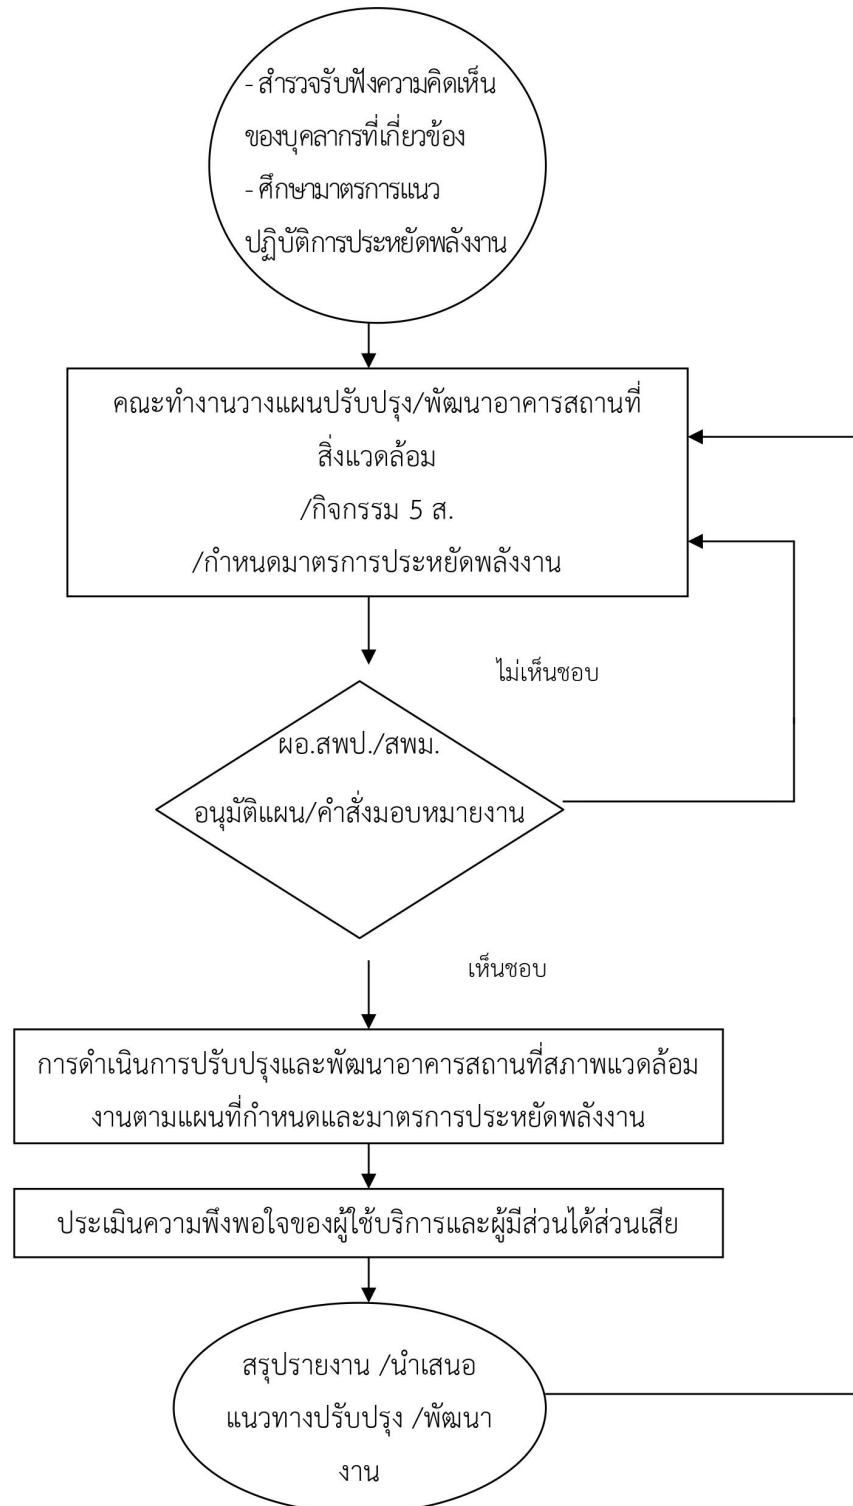 - สำรวจรับฟังความคิดเห็น
ของบุคลากรที่เกี่ยวข้อง
- ศึกษามาตรการแนว
ปฏิบัติการประหยัดพลังงาน
คณะทำงานวางแผนปรับปรุง/พัฒนาอาคารสถานที่
สิ่งแวดล้อม
/กิจกรรม 5 ส.
/กำหนดมาตรการประหยัดพลังงาน
ไม่เห็นชอบ
ผอ.สพป./สพม.
อนุมัติแผน/คำสั่งมอบหมายงาน
เห็นชอบ
การดำเนินการปรับปรุงและพัฒนาอาคารสถานที่สภาพแวดล้อม
งานตามแผนที่กำหนดและมาตรการประหยัดพลังงาน
ประเมินความพึงพอใจของผู้ใช้บริการและผู้มีส่วนได้ส่วนเสีย
สรุปรายงาน /นำเสนอ
แนวทางปรับปรุง /พัฒนา
งาน